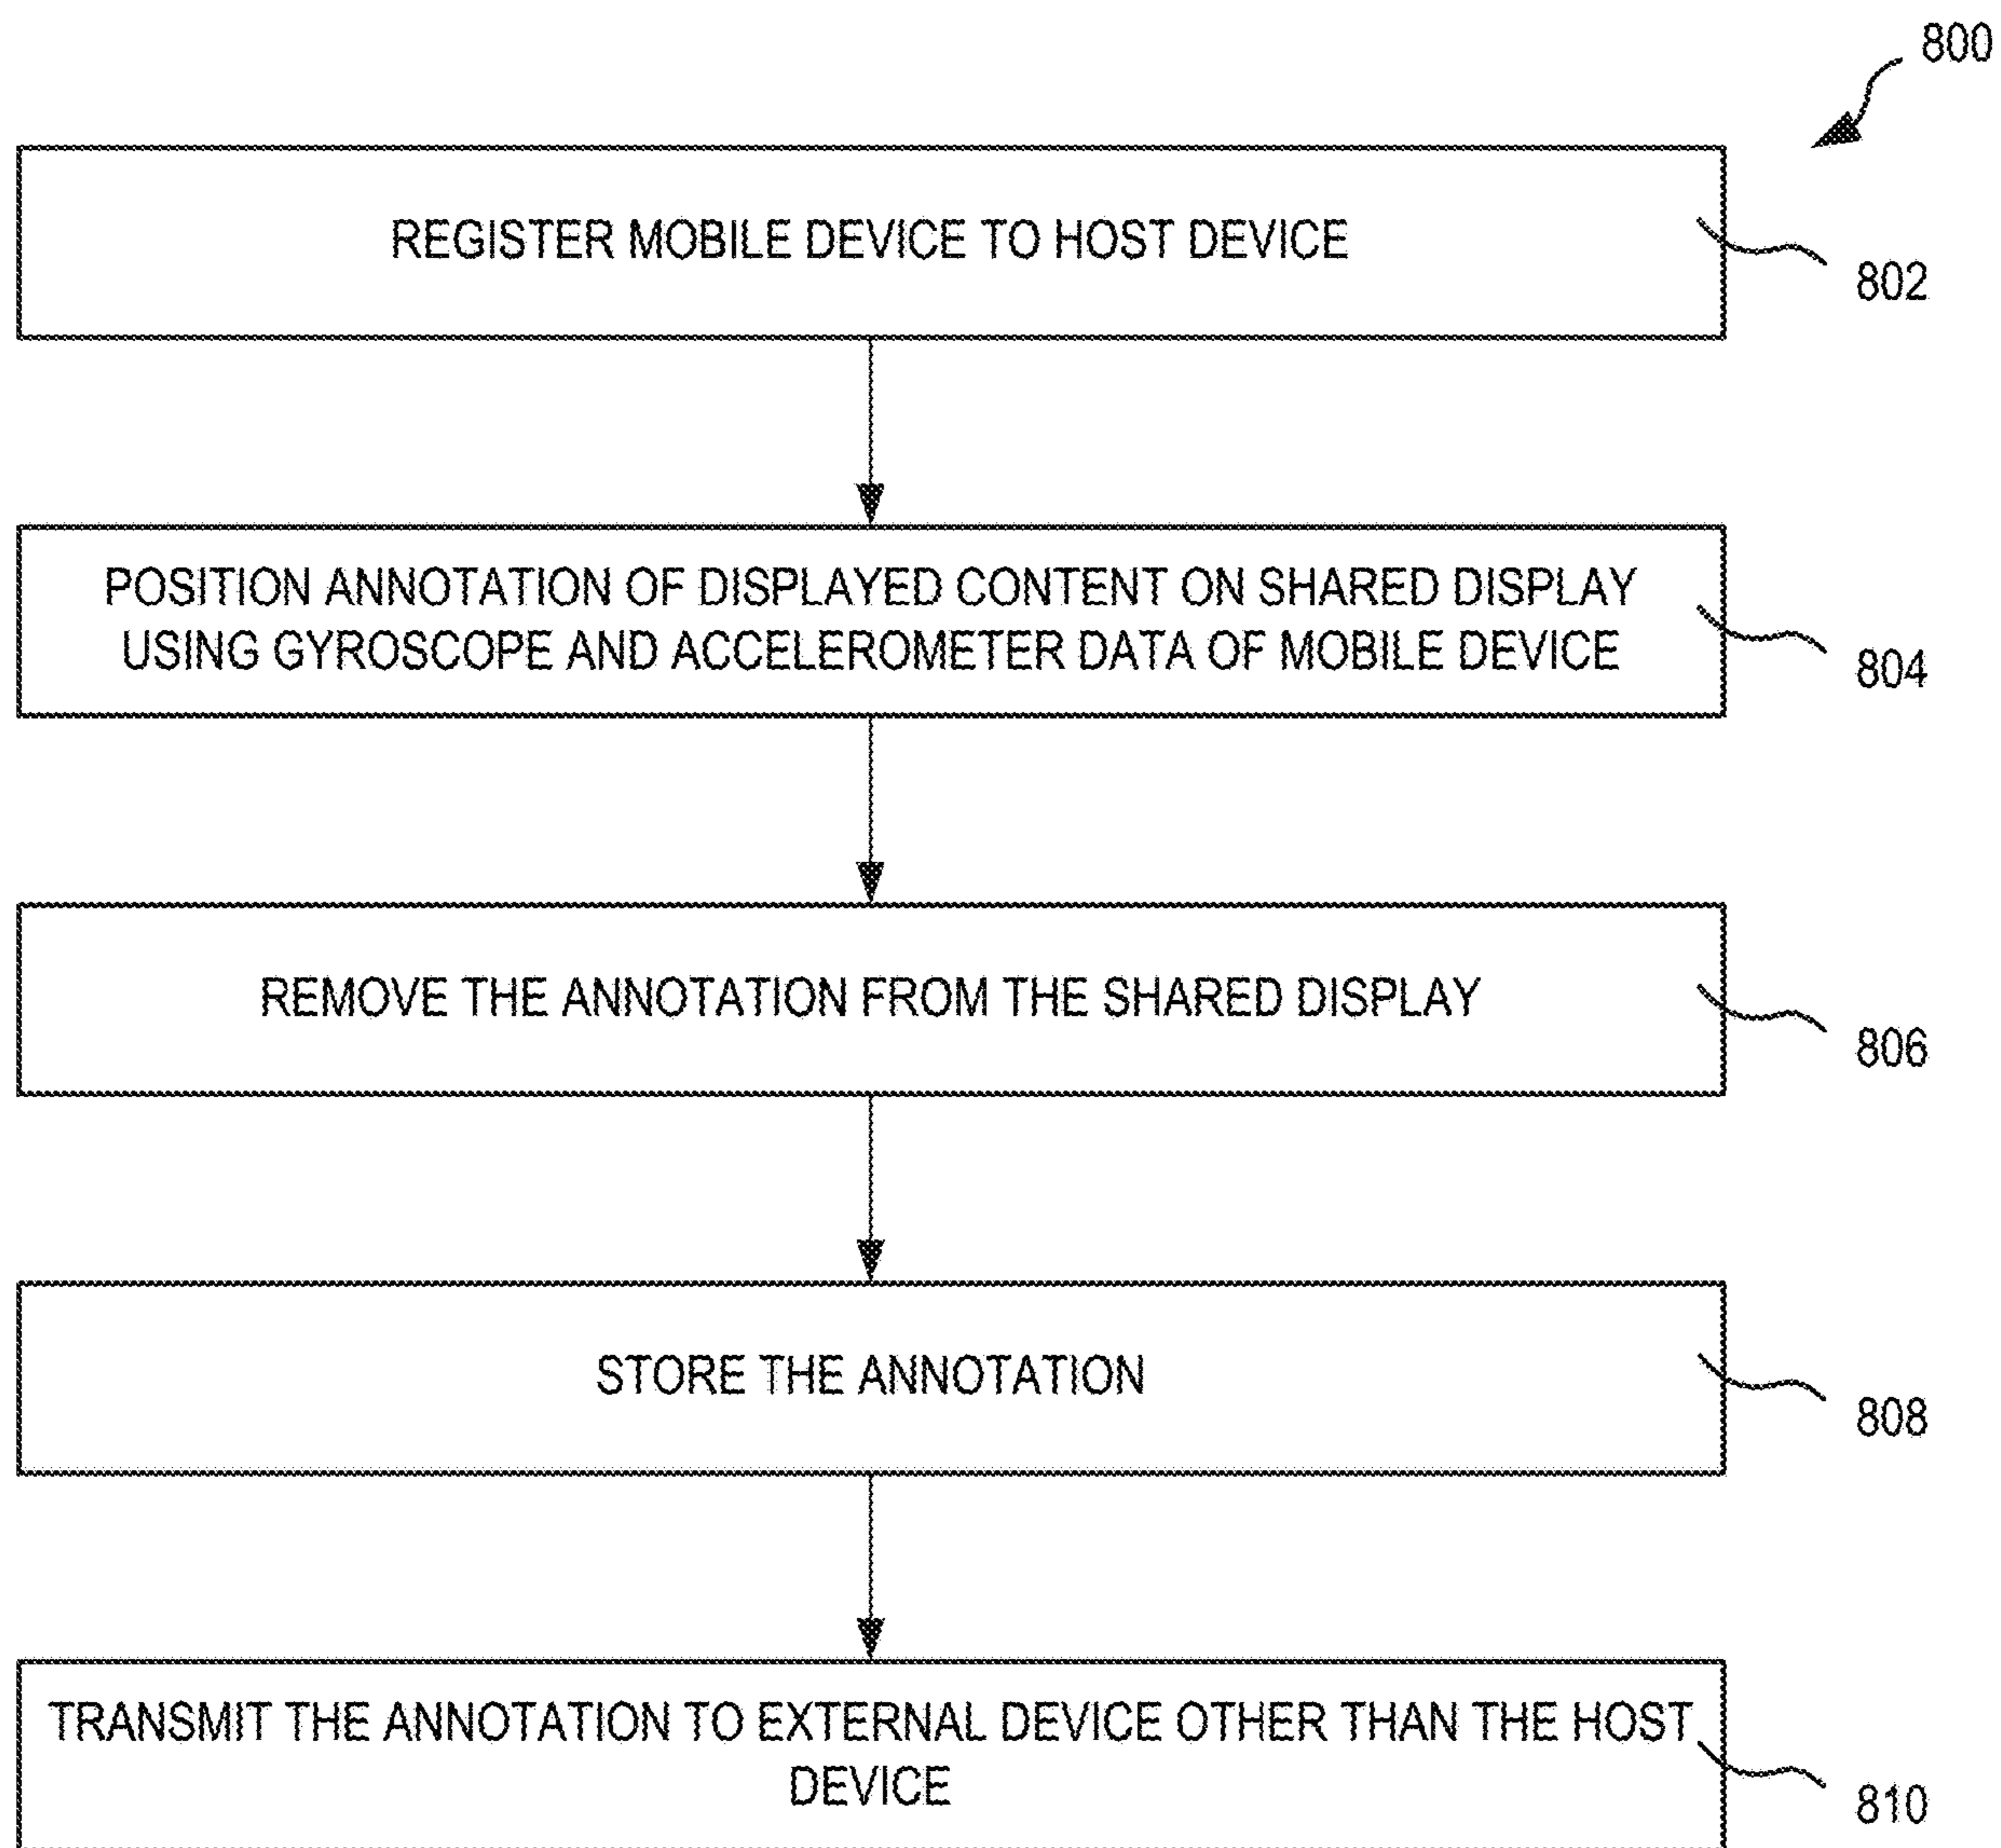 800
REGISTER MOBILE DEVICE TO HOST DEVICE
802
POSITION ANNOTATION OF DISPLAYED CONTENT ON SHARED DISPLAY
USING GYROSCOPE AND ACCELEROMETER DATA OF MOBILE DEVICE
804
REMOVE THE ANNOTATION FROM THE SHARED DISPLAY
806
STORE THE ANNOTATION
808
TRANSMIT THE ANNOTATION TO EXTERNAL DEVICE OTHER THAN THE HOST
DEVICE
810